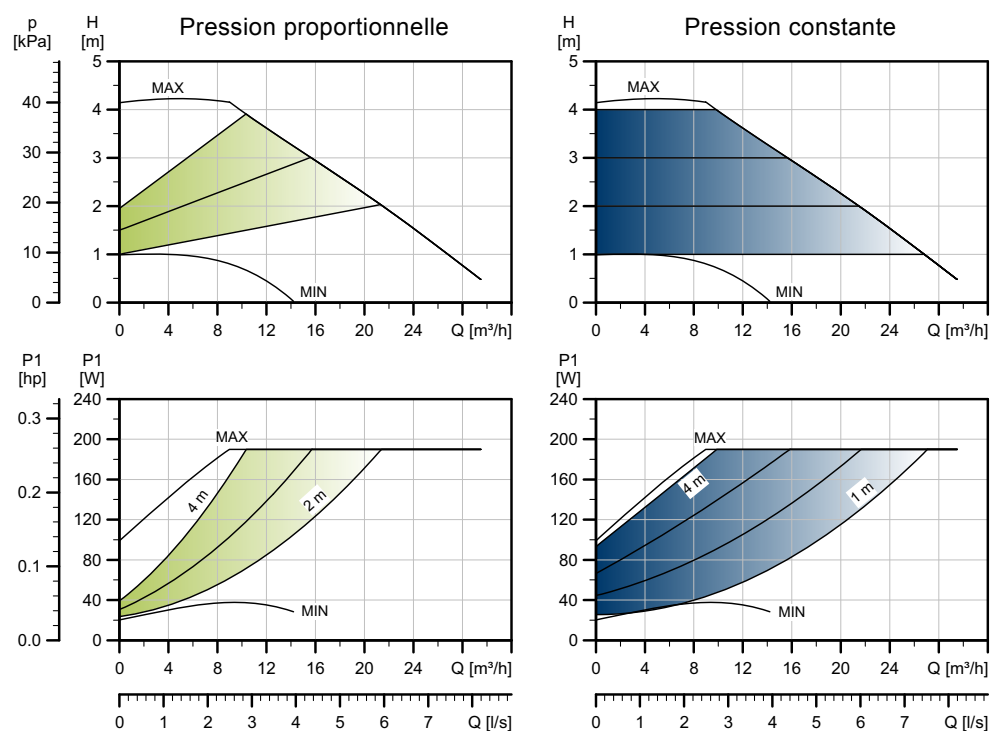 p
[kPa]
H
[m]
Pression proportionnelle
5
4
3
2
1
0
40
30
20
10
0
MAX
MIN
0 4 8 12 16 20 24 Q [m³/h]
H
[m]
Pression constante
5
4
3
2
1
0
MAX
MIN
0 4 8 12 16 20 24 Q [m³/h]
P1
[hp]
P1
[W]
240
200
160
120
80
40
0
0.3
0.2
0.1
0.0
MAX
4 m
2 m
MIN
0 4 8 12 16 20 24 Q [m³/h]
0 1 2 3 4 5 6 7 Q [l/s]
P1
[W]
240
200
160
120
80
40
0
MAX
4 m
1 m
MIN
0 4 8 12 16 20 24 Q [m³/h]
0 1 2 3 4 5 6 7 Q [l/s]